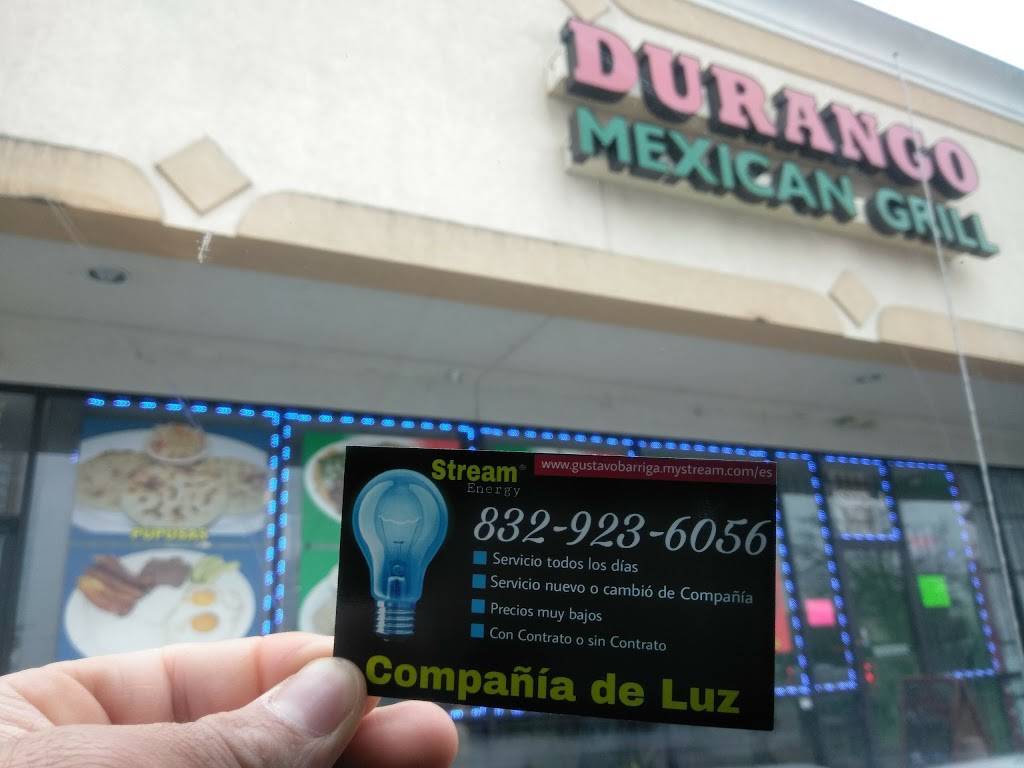 DURANGO
MEXICAN GRILL
PUPUSAS
Stream®
Energy
www.gustavobarriga.mystream.com/es
832-923-6056
Servicio todos los días
Servicio nuevo o cambió de Compañía
Precios muy bajos
Con Contrato o sin Contrato
Compañía de Luz